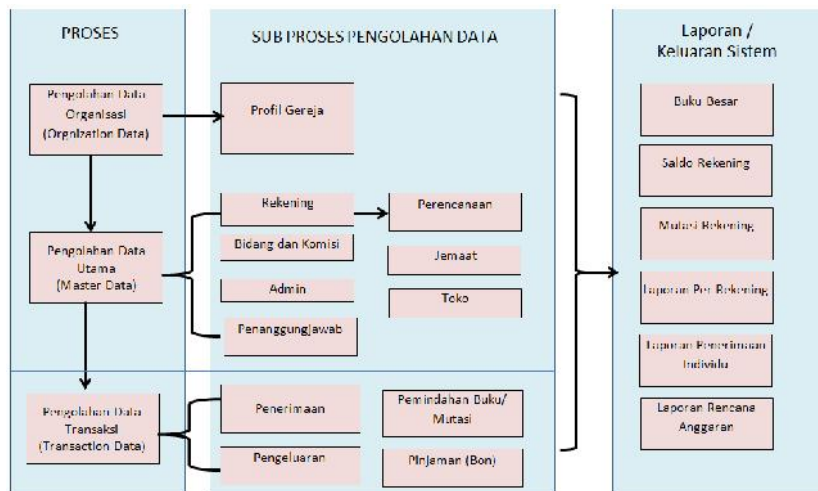 PROSES
SUB PROSES PENGOLAHAN DATA
Laporan /
Keluaran Sistem
Pengolahan Data
Organisasi
(Orgnization Data)
Profil Gereja
Pengolahan Data
Utama
(Master Data)
Rekening
Perencanaan
Bidang dan Komisi
Jemaat
Admin
Toko
Penanggungjawab
Pengolahan Data
Transaksi
(Transaction Data)
Penerimaan
Pemindahan Buku/
Mutasi
Pengeluaran
Pinjaman (Bon)
Buku Besar
Saldo Rekening
Mutasi Rekening
Laporan Per Rekening
Laporan Penerimaan
Individu
Laporan Rencana
Anggaran